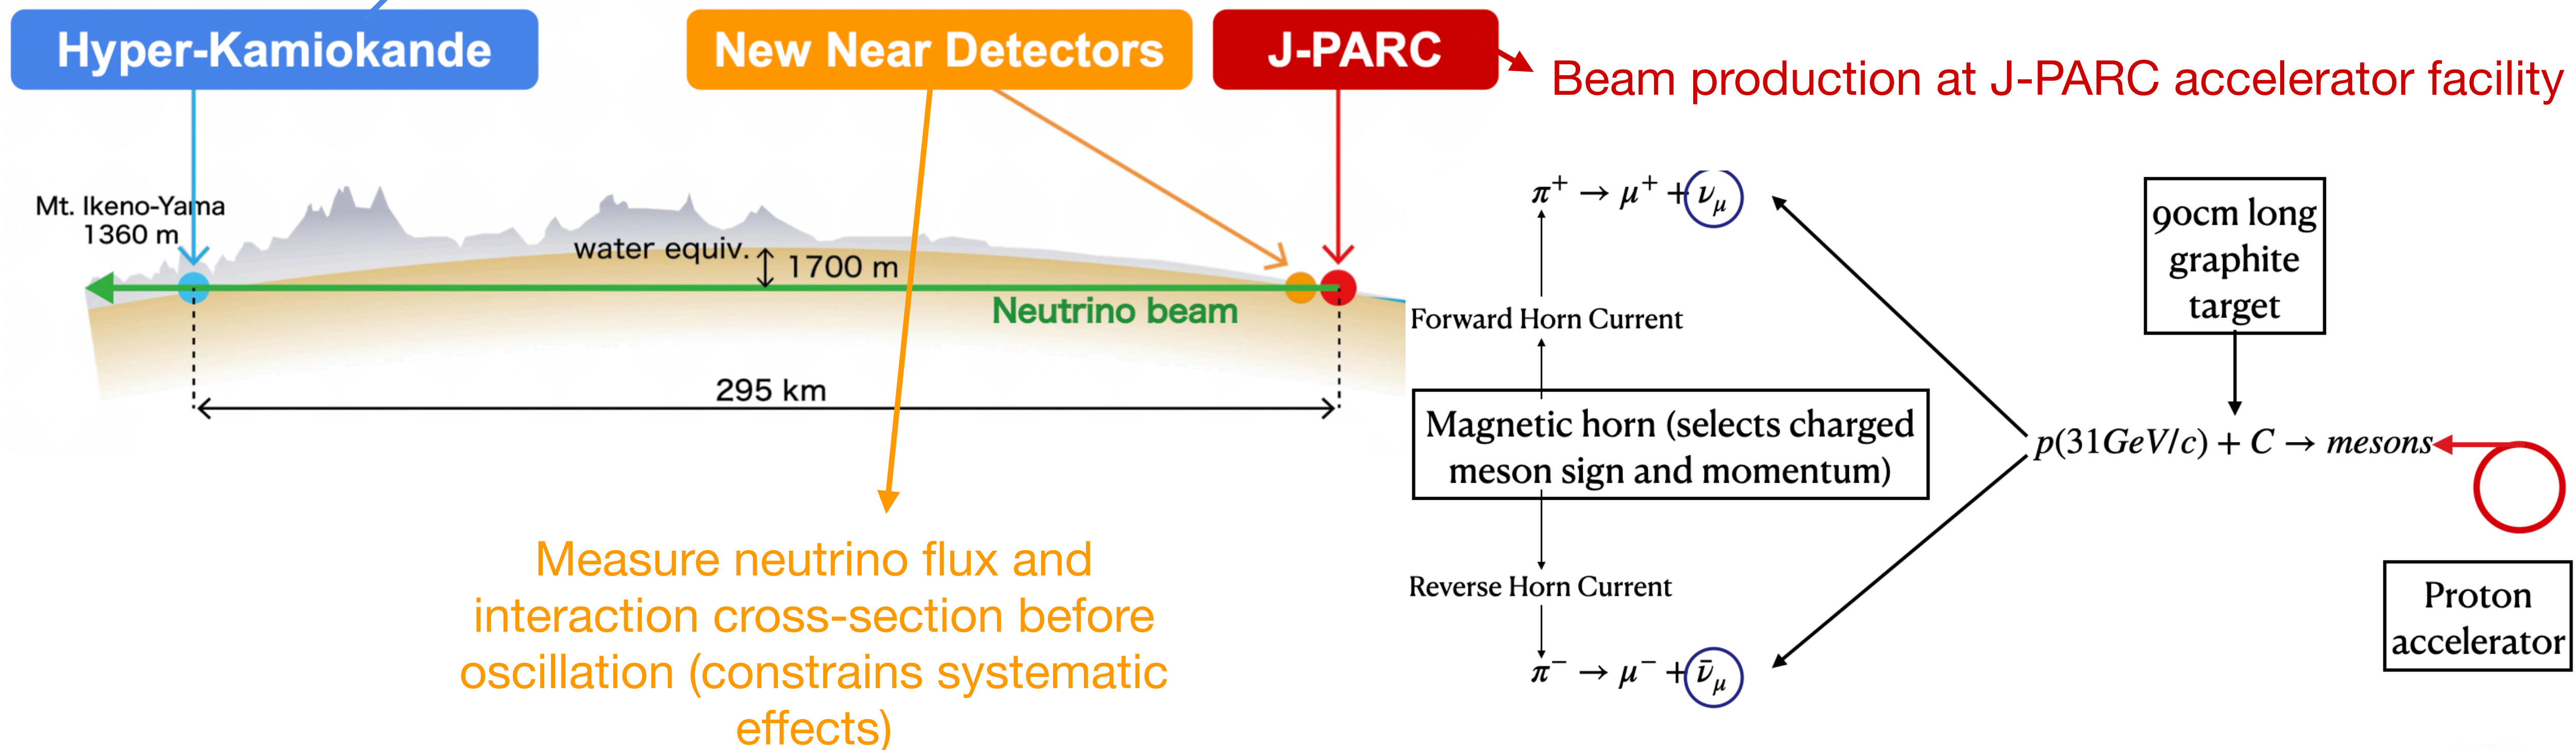 Hyper-Kamiokande
New Near Detectors
J-PARC
Beam production at J-PARC accelerator facility
Mt. Ikeno-Yama
1360 m
water equiv.
1700 m
Neutrino beam
295 km
Measure neutrino flux and
interaction cross-section before
oscillation (constrains systematic
effects)
π⁺ → μ⁺ + ν_μ
Forward Horn Current
Magnetic horn (selects charged
meson sign and momentum)
Reverse Horn Current
π⁻ → μ⁻ + ν̄_μ
90cm long
graphite
target
p(31GeV/c) + C → mesons
Proton
accelerator